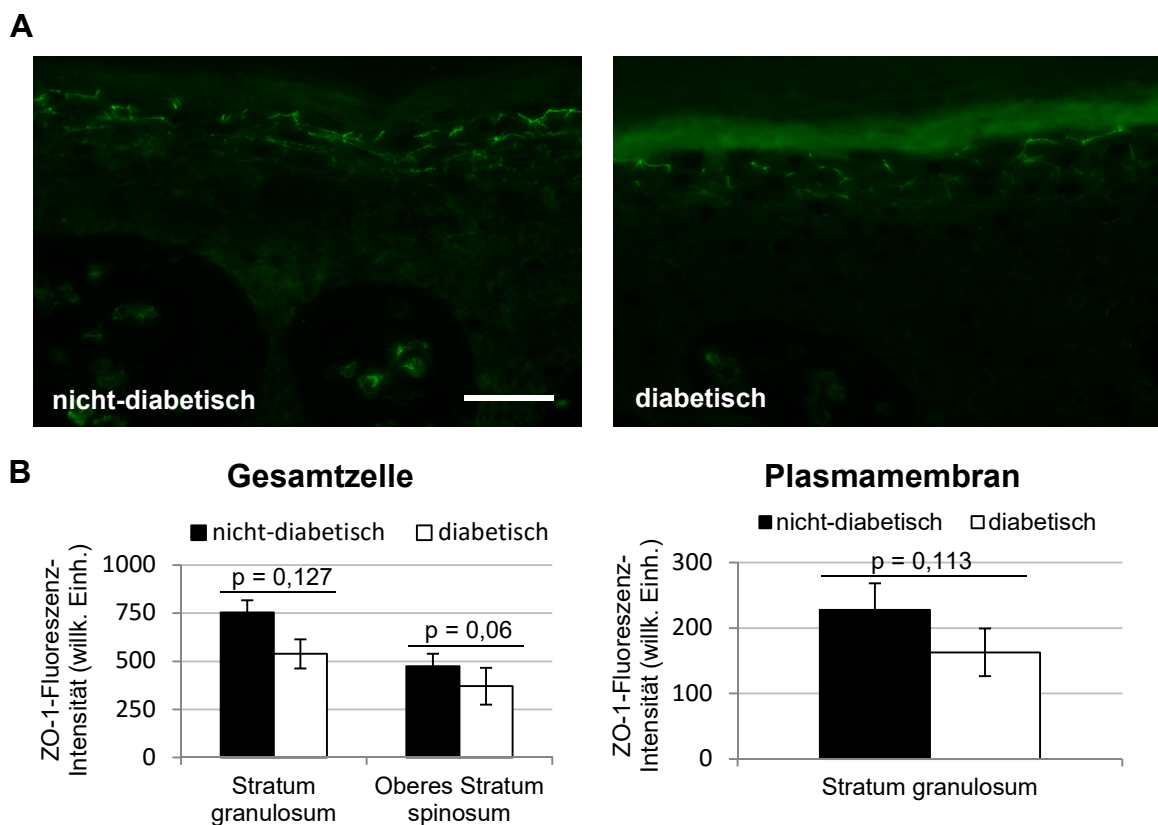 A
nicht-diabetisch
diabetisch
B
Gesamtzelle
nicht-diabetisch
diabetisch
ZO-1-Fluoreszenz-
Intensität (willk. Einh.)
1000
750
500
250
0
p = 0,127
p = 0,06
Stratum
granulosum
Oberes Stratum
spinosum
Plasmamembran
nicht-diabetisch
diabetisch
ZO-1-Fluoreszenz-
Intensität (willk. Einh.)
300
200
100
0
p = 0,113
Stratum granulosum